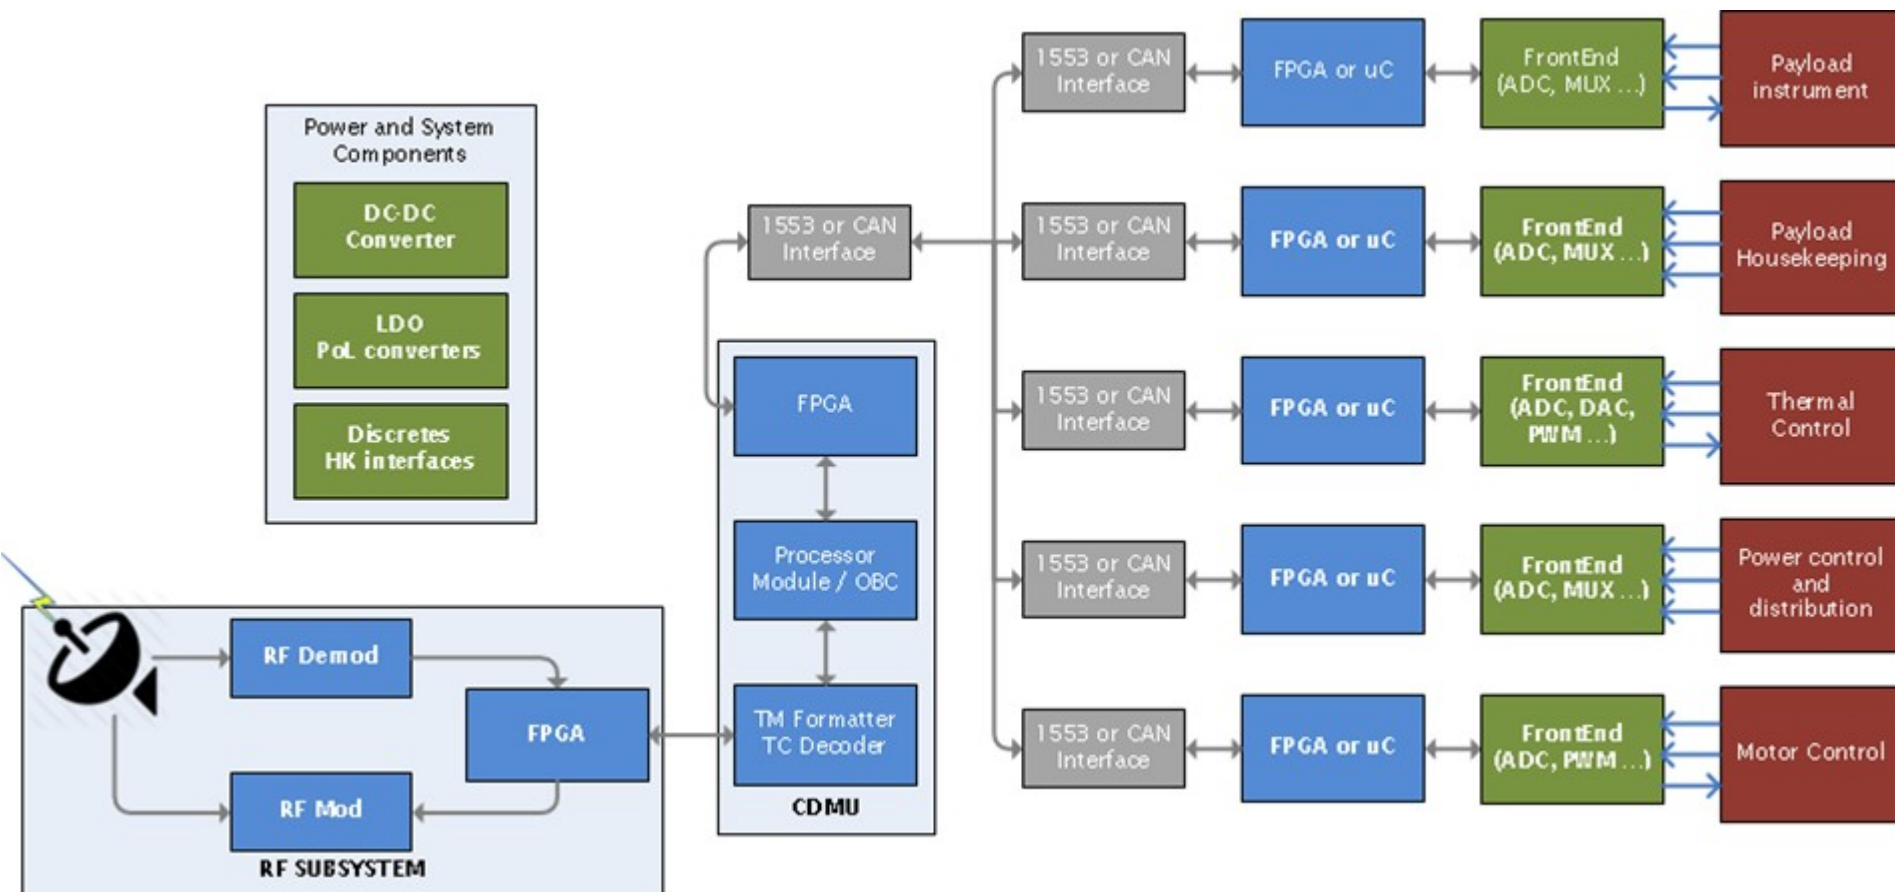 Power and System
Components
DC-DC
Converter
LDO
PoL converters
Discretes
HK interfaces
RF Demod
FPGA
RF Mod
RF SUBSYSTEM
1553 or CAN
Interface
FPGA
Processor
Module / OBC
TM Formatter
TC Decoder
CDMU
1553 or CAN
Interface
FPGA or uC
FrontEnd
(ADC, MUX ...)
Payload
instrument
1553 or CAN
Interface
FPGA or uC
FrontEnd
(ADC, MUX ...)
Payload
Housekeeping
1553 or CAN
Interface
FPGA or uC
FrontEnd
(ADC, DAC,
PWM ...)
Thermal
Control
1553 or CAN
Interface
FPGA or uC
FrontEnd
(ADC, MUX ...)
Power control
and
distribution
1553 or CAN
Interface
FPGA or uC
FrontEnd
(ADC, PWM ...)
Motor Control